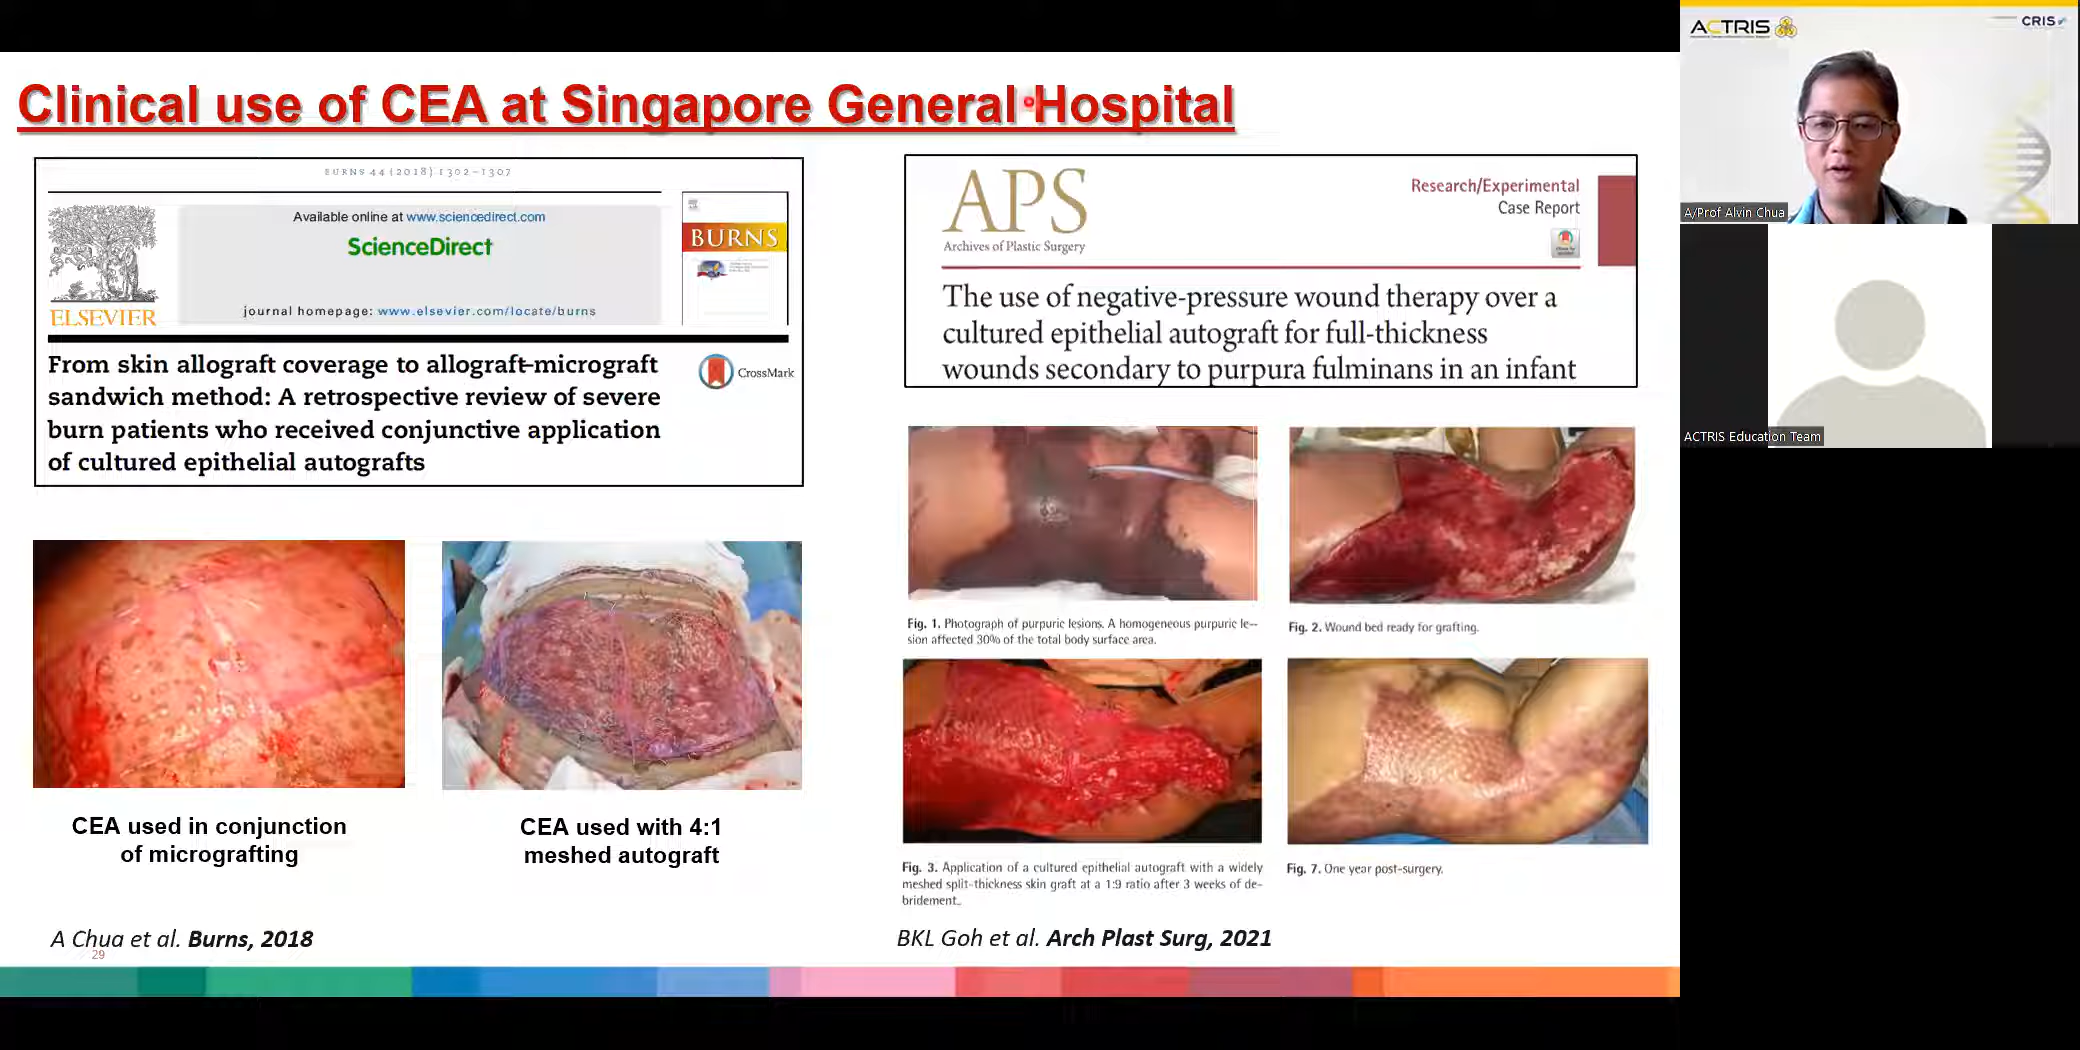 Clinical use of CEA at Singapore General Hospital
BURNS 44 (2018) 1302–1307
Available online at www.sciencedirect.com
ScienceDirect
journal homepage: www.elsevier.com/locate/burns
ELSEVIER
BURNS
From skin allograft coverage to allograft–micrograft
sandwich method: A retrospective review of severe
burn patients who received conjunctive application
of cultured epithelial autografts
CrossMark
CEA used in conjunction
of micrografting
CEA used with 4:1
meshed autograft
A Chua et al. Burns, 2018
29
APS
Archives of Plastic Surgery
Research/Experimental
Case Report
The use of negative-pressure wound therapy over a
cultured epithelial autograft for full-thickness
wounds secondary to purpura fulminans in an infant
Fig. 1. Photograph of purpuric lesions. A homogeneous purpuric le-
sion affected 30% of the total body surface area.
Fig. 2. Wound bed ready for grafting.
Fig. 3. Application of a cultured epithelial autograft with a widely
meshed split-thickness skin graft at a 1:9 ratio after 3 weeks of de-
bridement.
Fig. 7. One year post-surgery.
BKL Goh et al. Arch Plast Surg, 2021
ACTRIS
CRIS
A/Prof Alvin Chua
ACTRIS Education Team